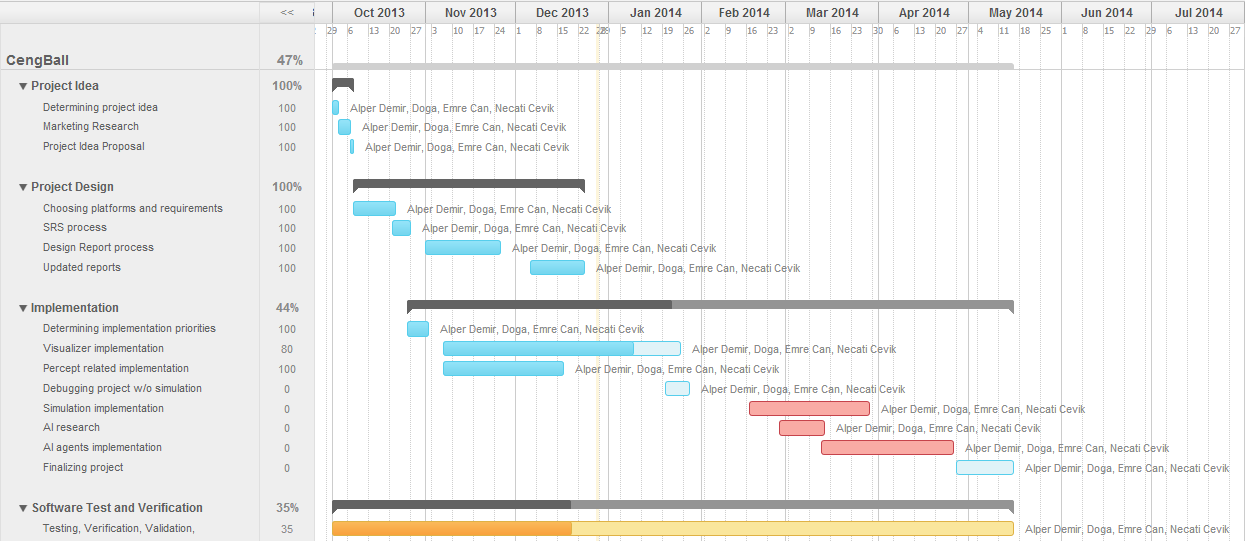 << Oct 2013 Nov 2013 Dec 2013 Jan 2014 Feb 2014 Mar 2014 Apr 2014 May 2014 Jun 2014 Jul 2014
29 6 13 20 27 3 10 17 24 1 8 15 22 29 5 12 19 26 2 9 16 23 2 9 16 23 30 6 13 20 27 4 11 18 25 1 8 15 22 29 6 13 20 27
CengBall 47%
Project Idea 100%
Determining project idea 100 Alper Demir, Doga, Emre Can, Necati Cevik
Marketing Research 100 Alper Demir, Doga, Emre Can, Necati Cevik
Project Idea Proposal 100 Alper Demir, Doga, Emre Can, Necati Cevik
Project Design 100%
Choosing platforms and requirements 100 Alper Demir, Doga, Emre Can, Necati Cevik
SRS process 100 Alper Demir, Doga, Emre Can, Necati Cevik
Design Report process 100 Alper Demir, Doga, Emre Can, Necati Cevik
Updated reports 100 Alper Demir, Doga, Emre Can, Necati Cevik
Implementation 44%
Determining implementation priorities 100 Alper Demir, Doga, Emre Can, Necati Cevik
Visualizer implementation 80 Alper Demir, Doga, Emre Can, Necati Cevik
Percept related implementation 100 Alper Demir, Doga, Emre Can, Necati Cevik
Debugging project w/o simulation 0 Alper Demir, Doga, Emre Can, Necati Cevik
Simulation implementation 0 Alper Demir, Doga, Emre Can, Necati Cevik
AI research 0 Alper Demir, Doga, Emre Can, Necati Cevik
AI agents implementation 0 Alper Demir, Doga, Emre Can, Necati Cevik
Finalizing project 0 Alper Demir, Doga, Emre Can, Necati Cevik
Software Test and Verification 35%
Testing, Verification, Validation, 35 Alper Demir, Doga, Emre Can, Necati Cevik